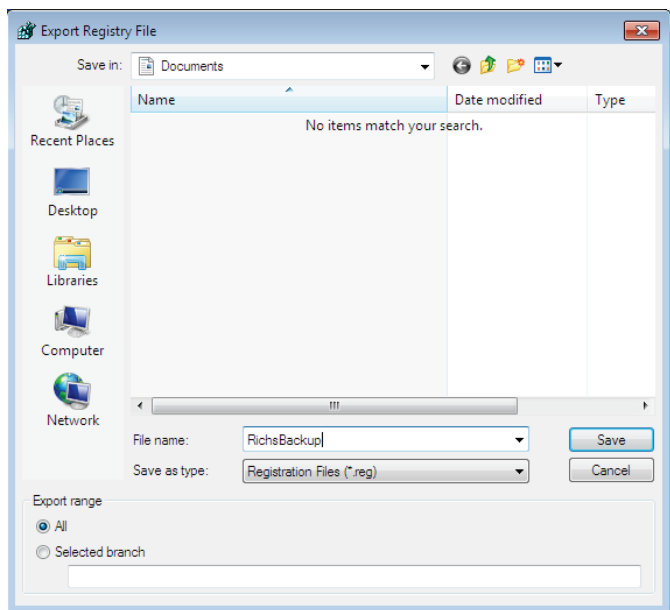 Export Registry File
Save in: Documents
Name Date modified Type
No items match your search.
Recent Places
Desktop
Libraries
Computer
Network
File name: RichsBackup Save
Save as type: Registration Files (*.reg) Cancel
Export range
All
Selected branch